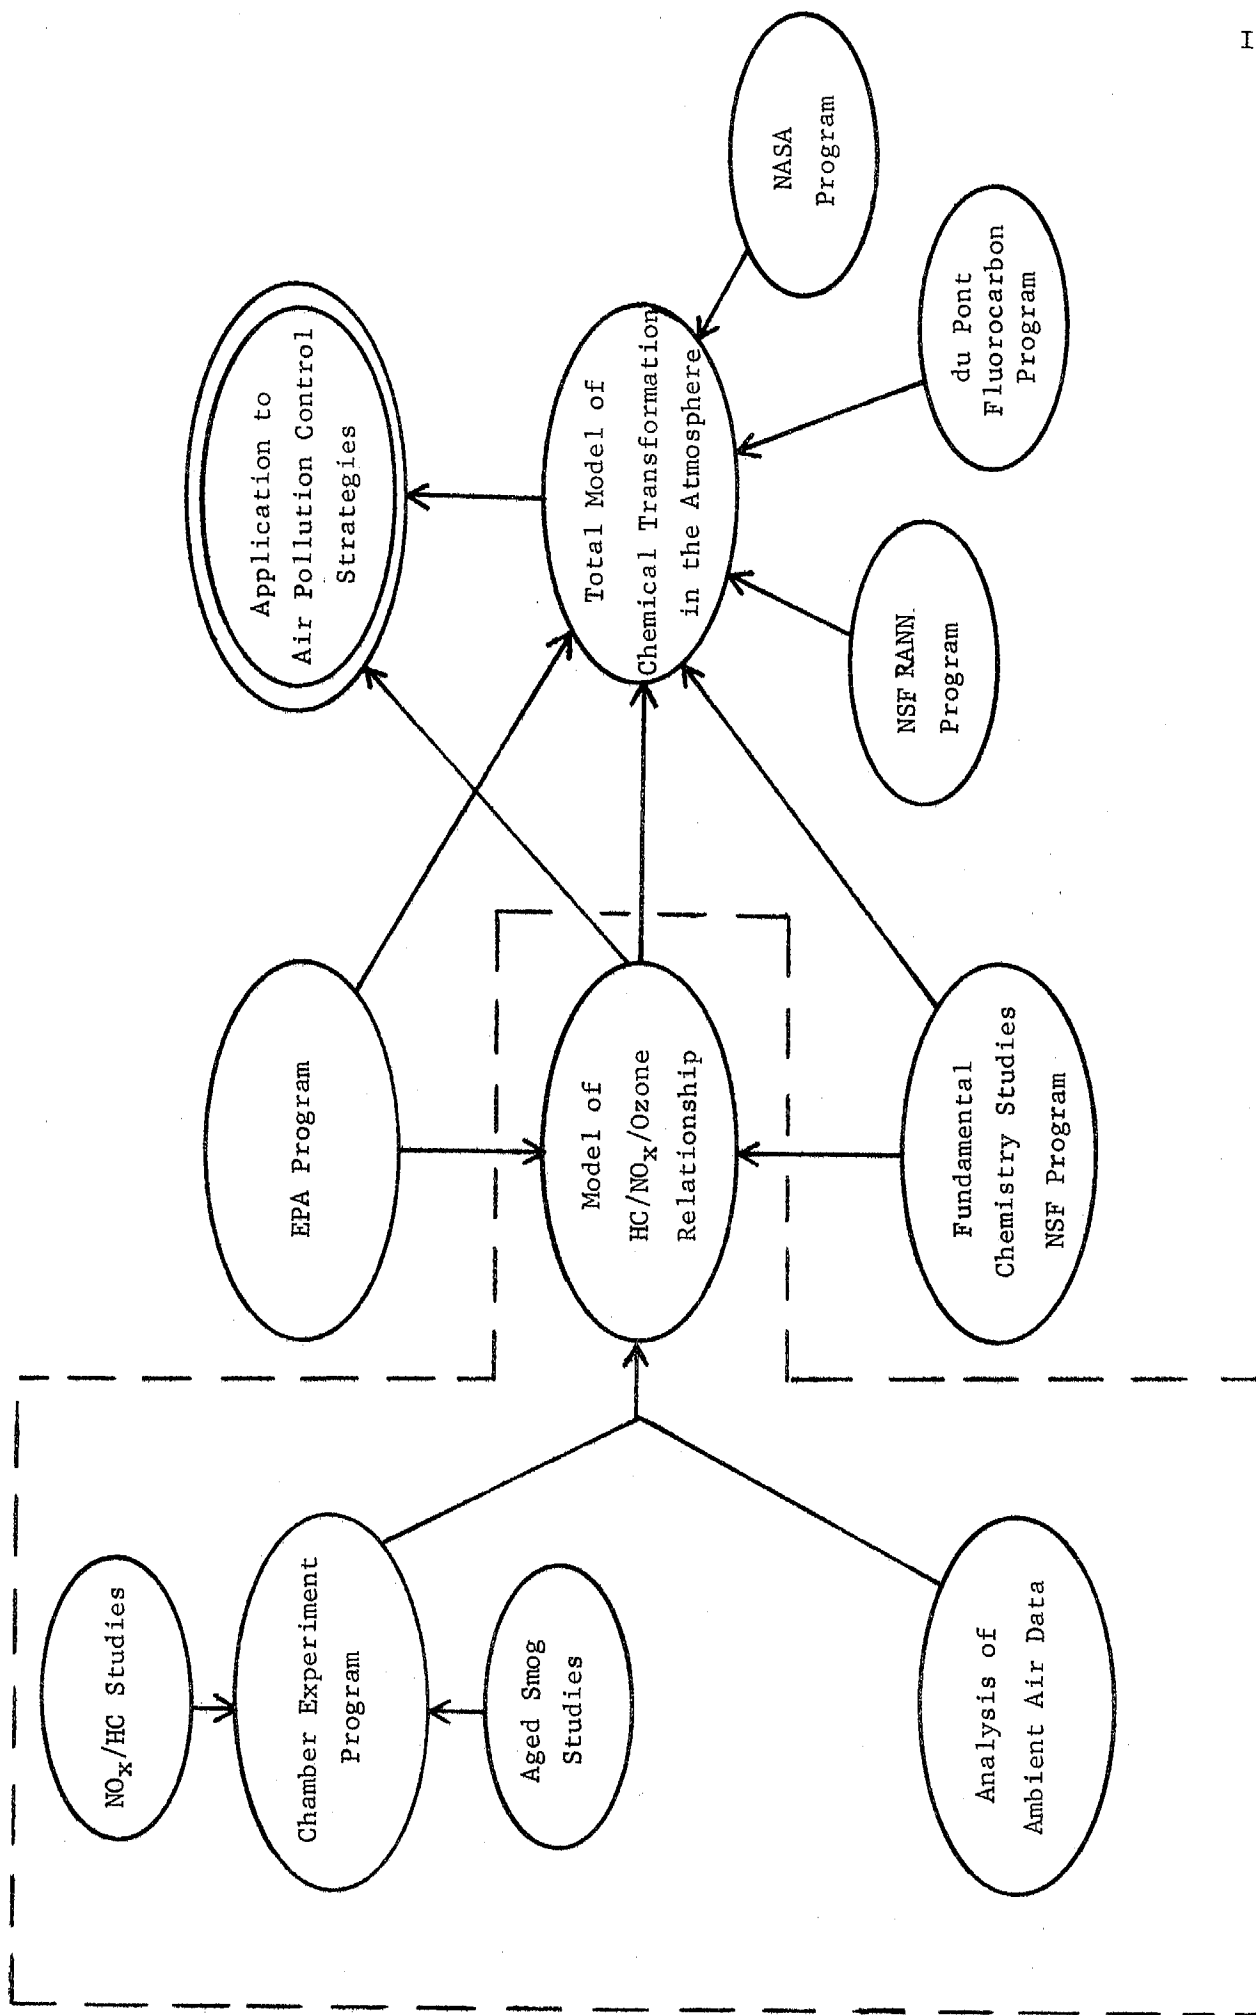 NOₓ/HC Studies
Chamber Experiment
Program
Aged Smog
Studies
Analysis of
Ambient Air Data
EPA Program
Model of
HC/NOₓ/Ozone
Relationship
Fundamental
Chemistry Studies
NSF Program
Application to
Air Pollution Control
Strategies
Total Model of
Chemical Transformation
in the Atmosphere
NSF RANN
Program
du Pont
Fluorocarbon
Program
NASA
Program
I